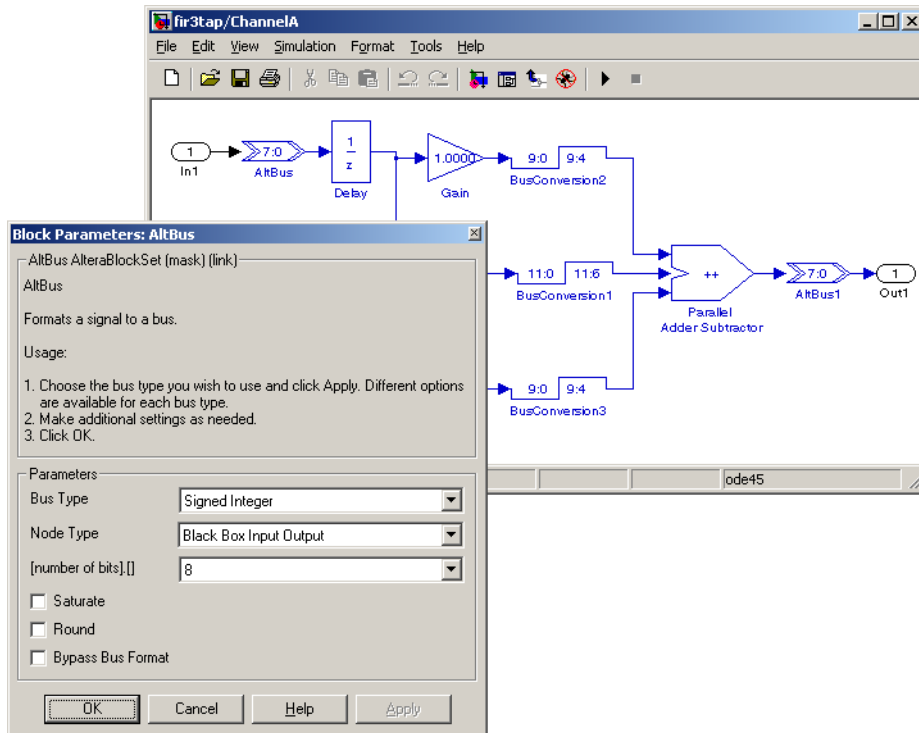 fir3tap/ChannelA
File Edit View Simulation Format Tools Help
1
In1
7:0
AltBus
1
z
Delay
1.0000
Gain
9:0 9:4
BusConversion2
11:0 11:6
BusConversion1
9:0 9:4
BusConversion3
++
Parallel
Adder Subtractor
7:0
AltBus1
1
Out1
ode45
Block Parameters: AltBus
AltBus AlteraBlockSet (mask) (link)
AltBus
Formats a signal to a bus.
Usage:
1. Choose the bus type you wish to use and click Apply. Different options
are available for each bus type.
2. Make additional settings as needed.
3. Click OK.
Parameters
Bus Type Signed Integer
Node Type Black Box Input Output
[number of bits].[] 8
Saturate
Round
Bypass Bus Format
OK Cancel Help Apply